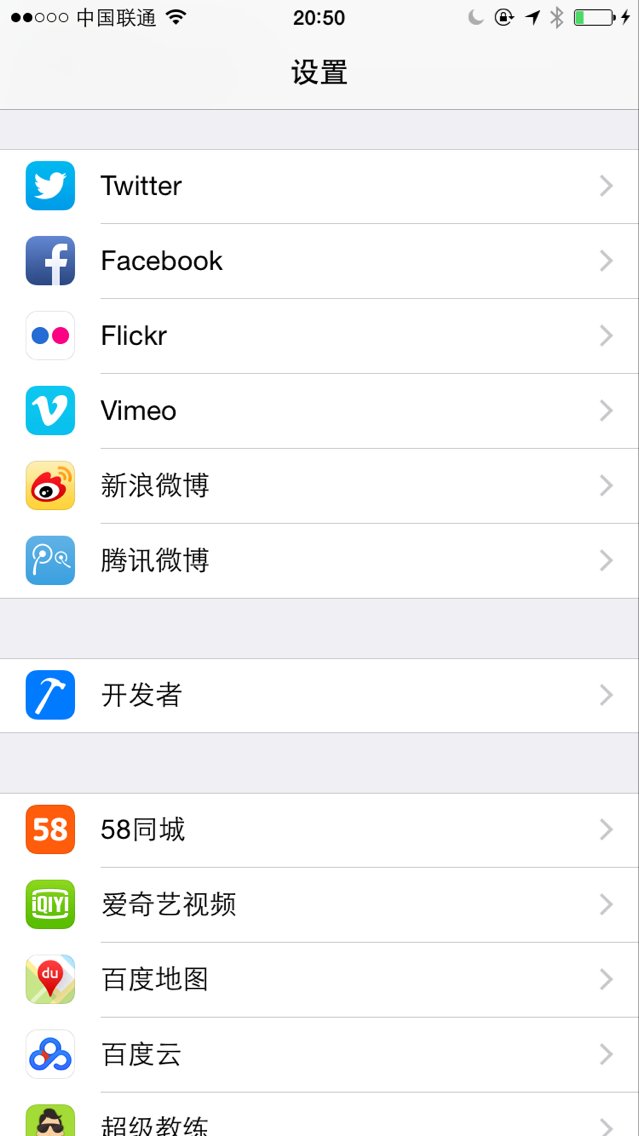 中国联通 20:50
设置
Twitter
Facebook
Flickr
Vimeo
新浪微博
腾讯微博
开发者
58 58同城
iQIYI 爱奇艺视频
du 百度地图
百度云
超级教练